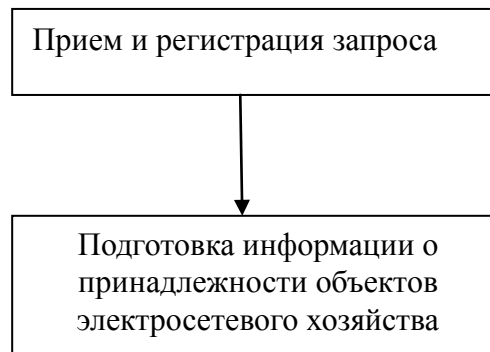 Прием и регистрация запроса
Подготовка информации о
принадлежности объектов
электросетевого хозяйства